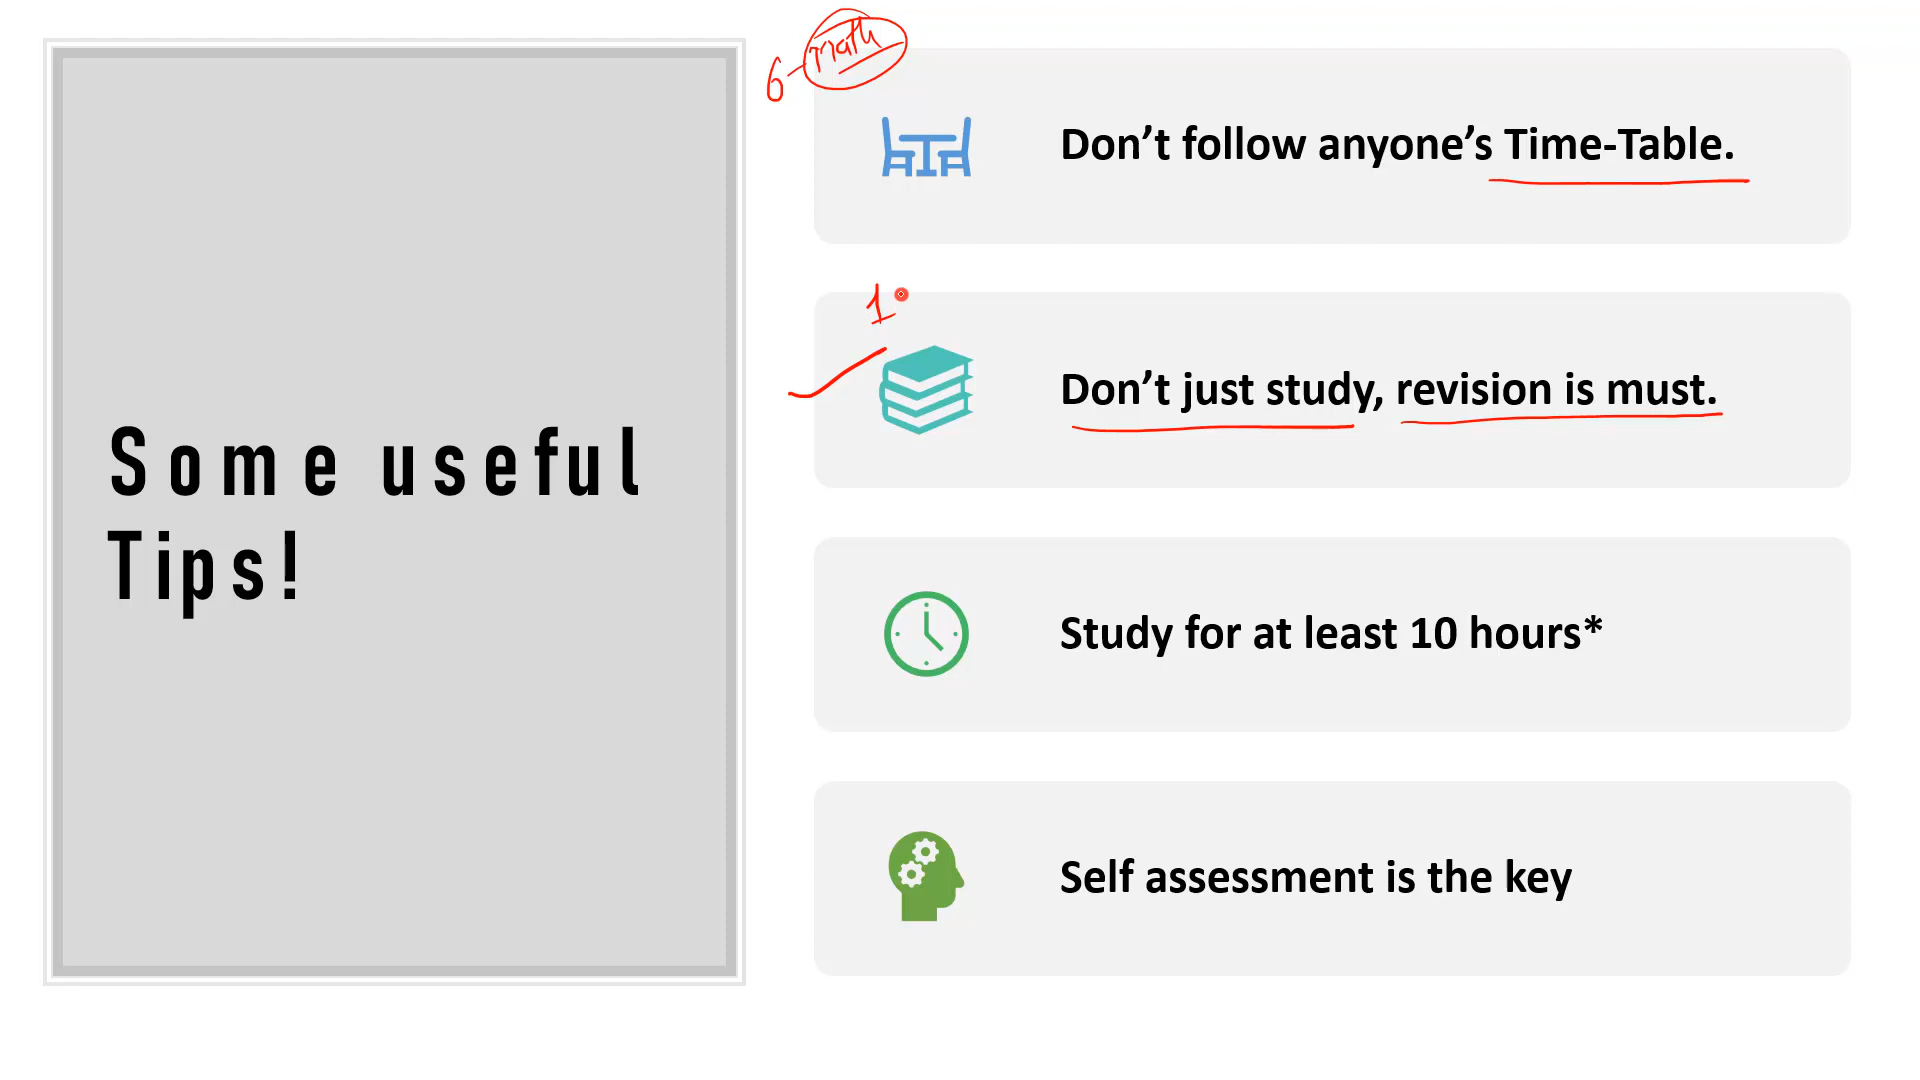 Some useful
Tips!
6-math
Don't follow anyone's Time-Table.
1
Don't just study, revision is must.
Study for at least 10 hours*
Self assessment is the key